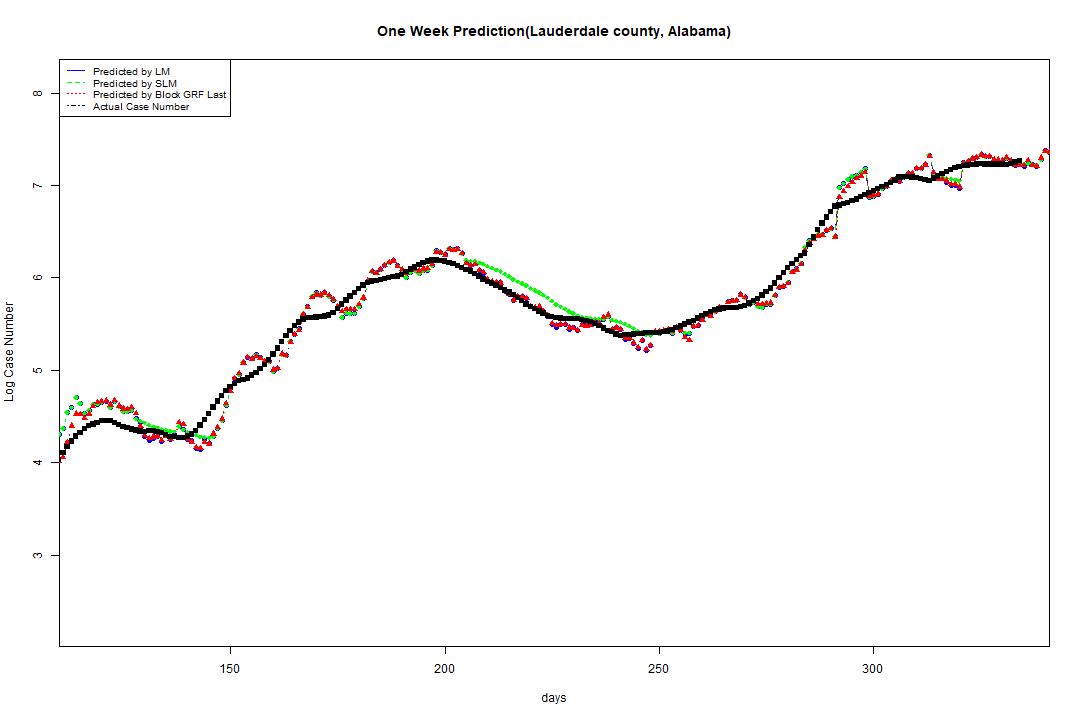 One Week Prediction(Lauderdale county, Alabama)
Predicted by LM
Predicted by SLM
Predicted by Block GRF Last
Actual Case Number
8
7
6
5
4
3
Log Case Number
150 200 250 300
days